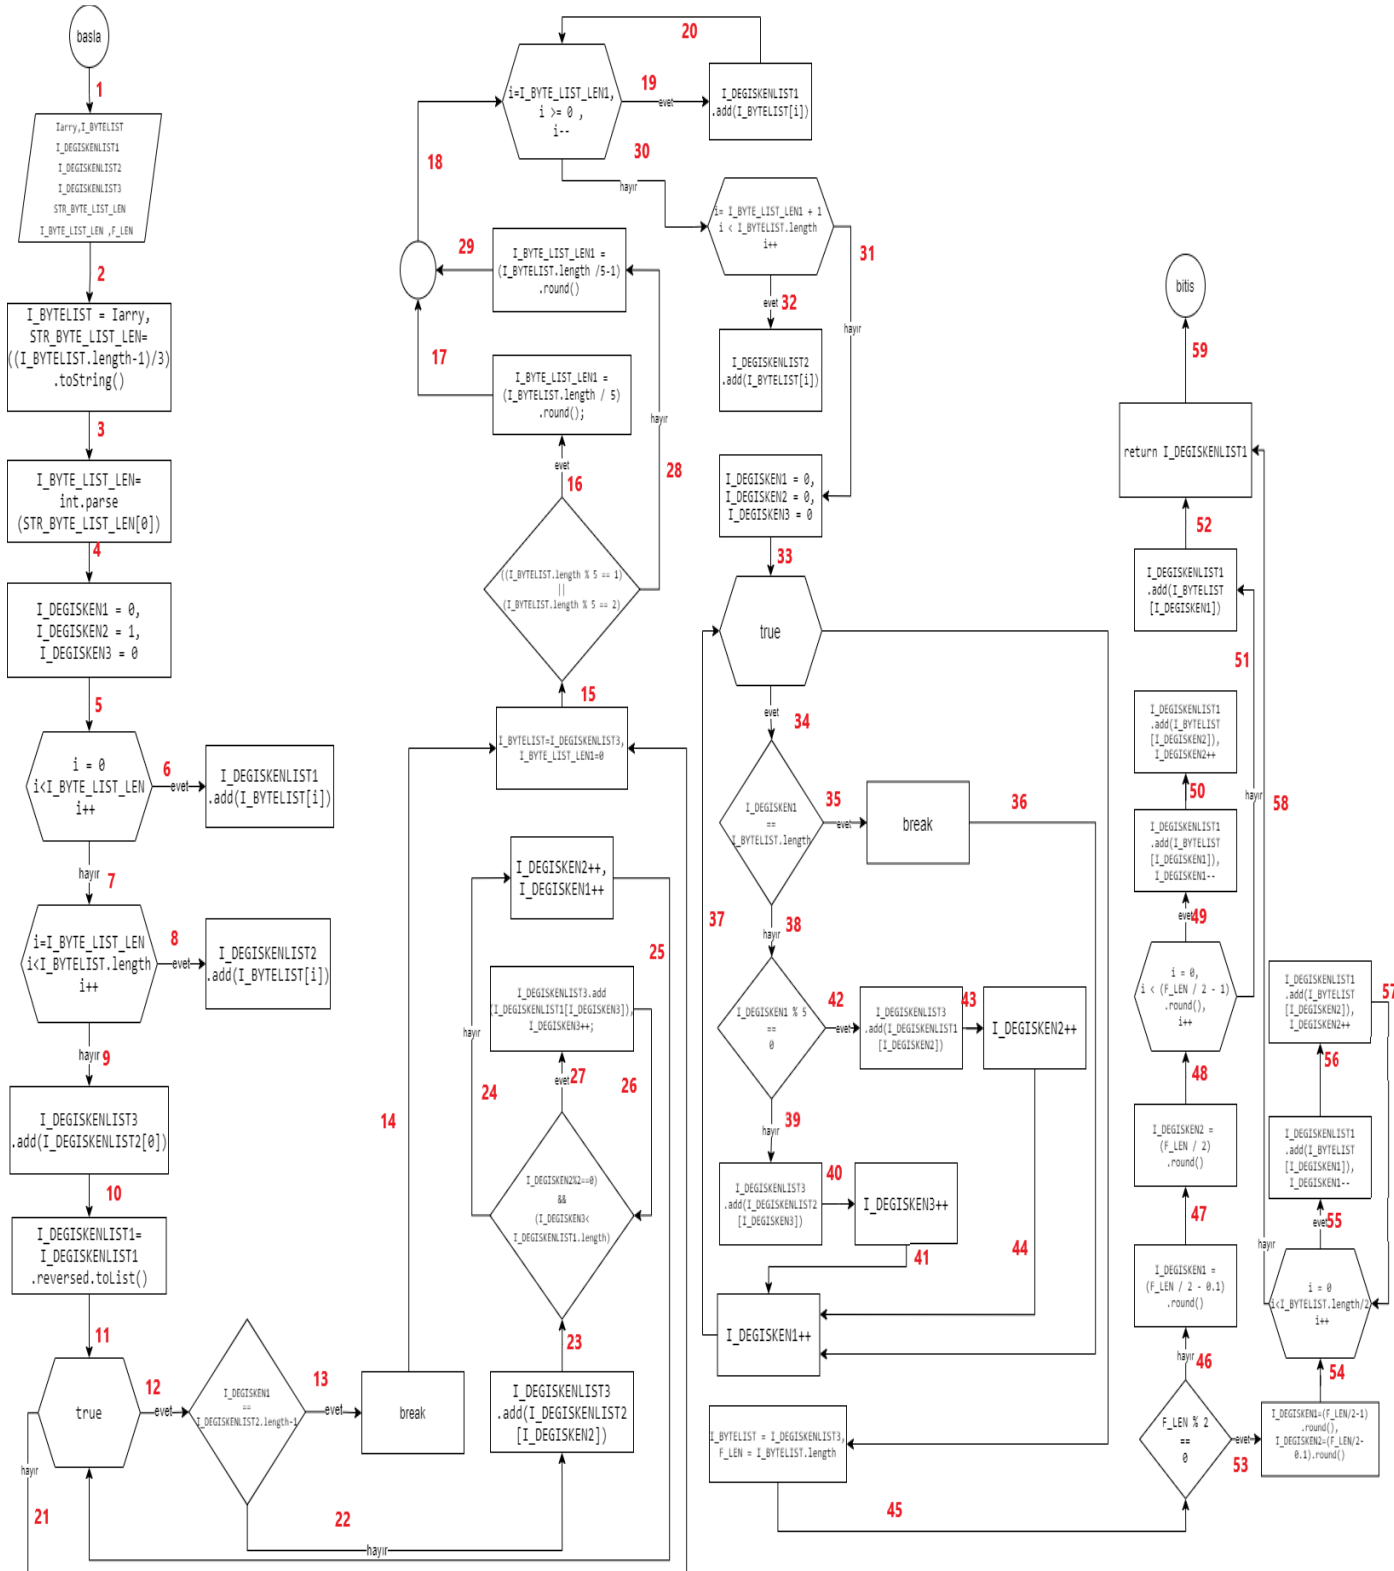 basla
1
Iarry,I_BYTELIST
I_DEGISKENLIST1
I_DEGISKENLIST2
I_DEGISKENLIST3
STR_BYTE_LIST_LEN
I_BYTE_LIST_LEN ,F_LEN
2
I_BYTELIST = Iarry,
STR_BYTE_LIST_LEN=
((I_BYTELIST.length-1)/3)
.toString()
3
I_BYTE_LIST_LEN=
int.parse
(STR_BYTE_LIST_LEN[0])
4
I_DEGISKEN1 = 0,
I_DEGISKEN2 = 1,
I_DEGISKEN3 = 0
5
i = 0
i<I_BYTE_LIST_LEN
i++
6
evet
I_DEGISKENLIST1
.add(I_BYTELIST[i])
hayır
7
i=I_BYTE_LIST_LEN
i<I_BYTELIST.length
i++
8
evet
I_DEGISKENLIST2
.add(I_BYTELIST[i])
hayır
9
I_DEGISKENLIST3
.add(I_DEGISKENLIST2[0])
10
I_DEGISKENLIST1=
I_DEGISKENLIST1
.reversed.toList()
11
true
12
evet
hayır
21
I_DEGISKEN1
==
I_DEGISKENLIST2.length-1
13
evet
break
14
22
hayır
I_DEGISKENLIST3
.add(I_DEGISKENLIST2
[I_DEGISKEN2])
23
I_DEGISKEN2%2==0)
&&
(I_DEGISKEN3<
I_DEGISKENLIST1.length)
24
hayır
evet
27
26
I_DEGISKENLIST3.add
(I_DEGISKENLIST1[I_DEGISKEN3]),
I_DEGISKEN3++;
I_DEGISKEN2++,
I_DEGISKEN1++
25
I_BYTELIST=I_DEGISKENLIST3,
I_BYTE_LIST_LEN1=0
15
((I_BYTELIST.length % 5 == 1)
||
(I_BYTELIST.length % 5 == 2)
evet
16
hayır
28
I_BYTE_LIST_LEN1 =
(I_BYTELIST.length / 5)
.round();
17
I_BYTE_LIST_LEN1 =
(I_BYTELIST.length /5-1)
.round()
29
18
i=I_BYTE_LIST_LEN1,
i >= 0 ,
i--
19
evet
20
I_DEGISKENLIST1
.add(I_BYTELIST[i])
30
hayır
i= I_BYTE_LIST_LEN1 + 1
i < I_BYTELIST.length
i++
31
hayır
evet
32
I_DEGISKENLIST2
.add(I_BYTELIST[i])
I_DEGISKEN1 = 0,
I_DEGISKEN2 = 0,
I_DEGISKEN3 = 0
33
true
evet
34
I_DEGISKEN1
==
I_BYTELIST.length
35
evet
break
36
37
38
hayır
I_DEGISKEN1 % 5
==
0
42
evet
I_DEGISKENLIST3
.add(I_DEGISKENLIST1
[I_DEGISKEN2])
43
I_DEGISKEN2++
39
hayır
I_DEGISKENLIST3
.add(I_DEGISKENLIST2
[I_DEGISKEN3])
40
I_DEGISKEN3++
41
44
I_DEGISKEN1++
I_BYTELIST = I_DEGISKENLIST3,
F_LEN = I_BYTELIST.length
45
F_LEN % 2
==
0
hayır
46
evet
53
I_DEGISKEN1 =
(F_LEN / 2 - 0.1)
.round()
47
I_DEGISKEN2 =
(F_LEN / 2)
.round()
48
i = 0,
i < (F_LEN / 2 - 1)
.round(),
i++
evet
49
I_DEGISKENLIST1
.add(I_BYTELIST
[I_DEGISKEN1]),
I_DEGISKEN1--
50
I_DEGISKENLIST1
.add(I_BYTELIST
[I_DEGISKEN2]),
I_DEGISKEN2++
hayır
51
I_DEGISKENLIST1
.add(I_BYTELIST
[I_DEGISKEN1])
52
return I_DEGISKENLIST1
59
bitis
I_DEGISKEN1=(F_LEN/2-1)
.round(),
I_DEGISKEN2=(F_LEN/2-
0.1).round()
54
i = 0
i<I_BYTELIST.length/2
i++
evet
55
I_DEGISKENLIST1
.add(I_BYTELIST
[I_DEGISKEN1]),
I_DEGISKEN1--
56
I_DEGISKENLIST1
.add(I_BYTELIST
[I_DEGISKEN2]),
I_DEGISKEN2++
57
hayır
58